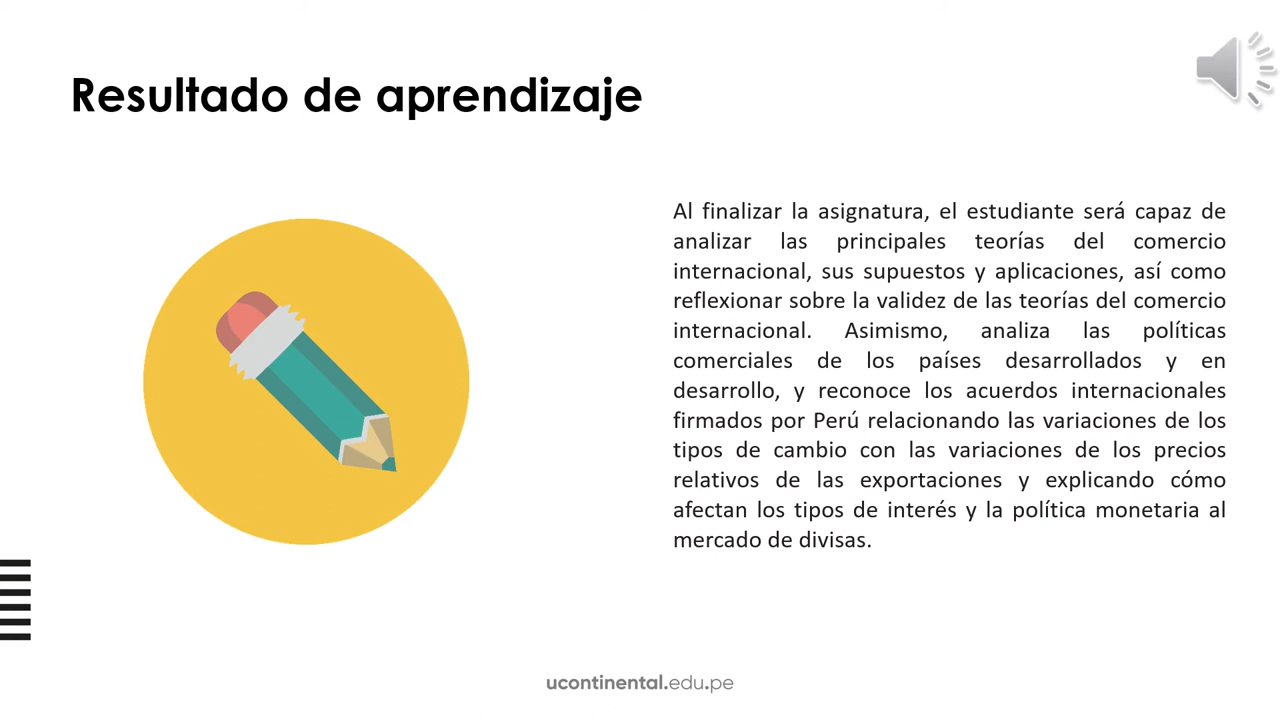 Resultado de aprendizaje
Al finalizar la asignatura, el estudiante será capaz de
analizar las principales teorías del comercio
internacional, sus supuestos y aplicaciones, así como
reflexionar sobre la validez de las teorías del comercio
internacional. Asimismo, analiza las políticas
comerciales de los países desarrollados y en
desarrollo, y reconoce los acuerdos internacionales
firmados por Perú relacionando las variaciones de los
tipos de cambio con las variaciones de los precios
relativos de las exportaciones y explicando cómo
afectan los tipos de interés y la política monetaria al
mercado de divisas.
ucontinental.edu.pe